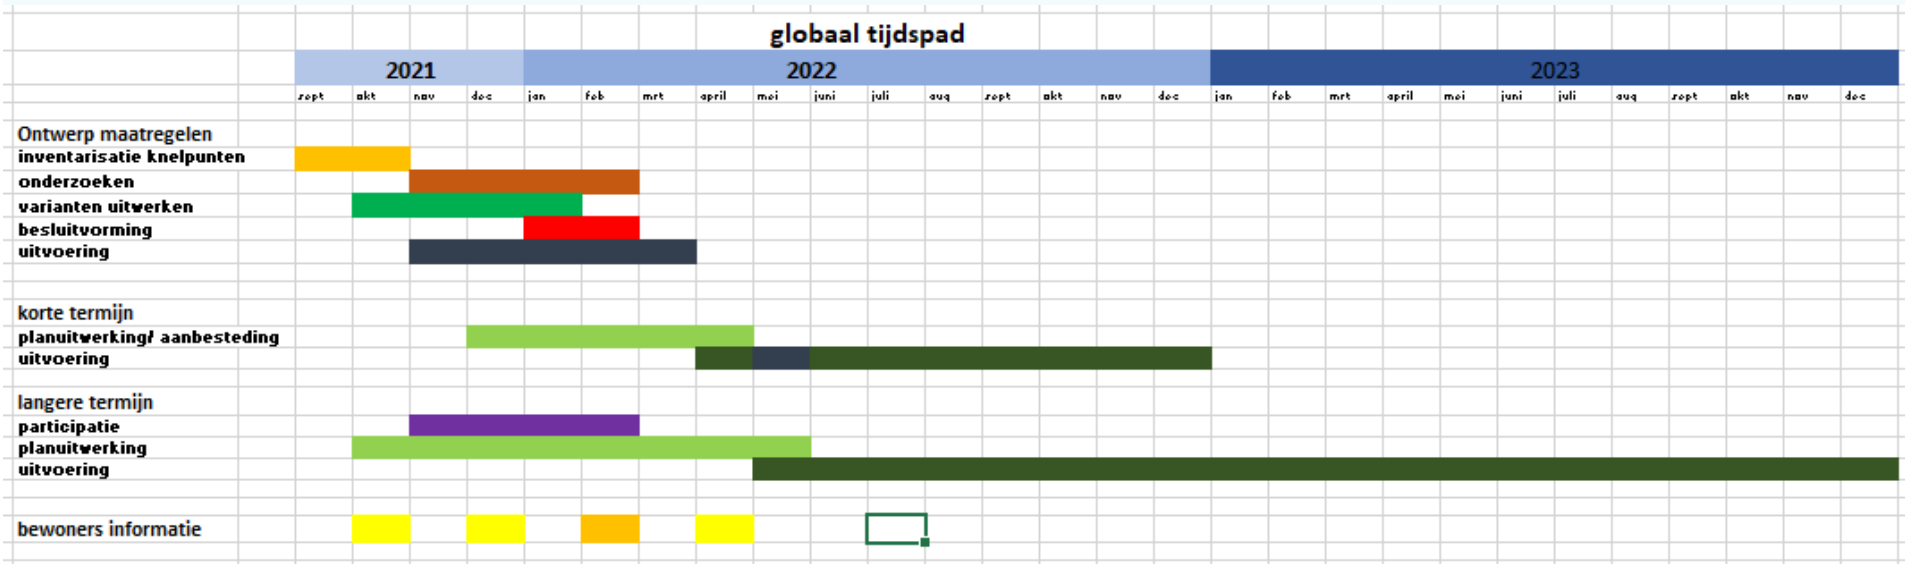 globaal tijdspad
2021 2022 2023
sept okt nov dec jan feb mrt april mei juni juli aug sept okt nov dec jan feb mrt april mei juni juli aug sept okt nov dec
Ontwerp maatregelen
inventarisatie knelpunten
onderzoeken
varianten uitwerken
besluitvorming
uitvoering
korte termijn
planuitwerking/ aanbesteding
uitvoering
langere termijn
participatie
planuitwerking
uitvoering
bewoners informatie